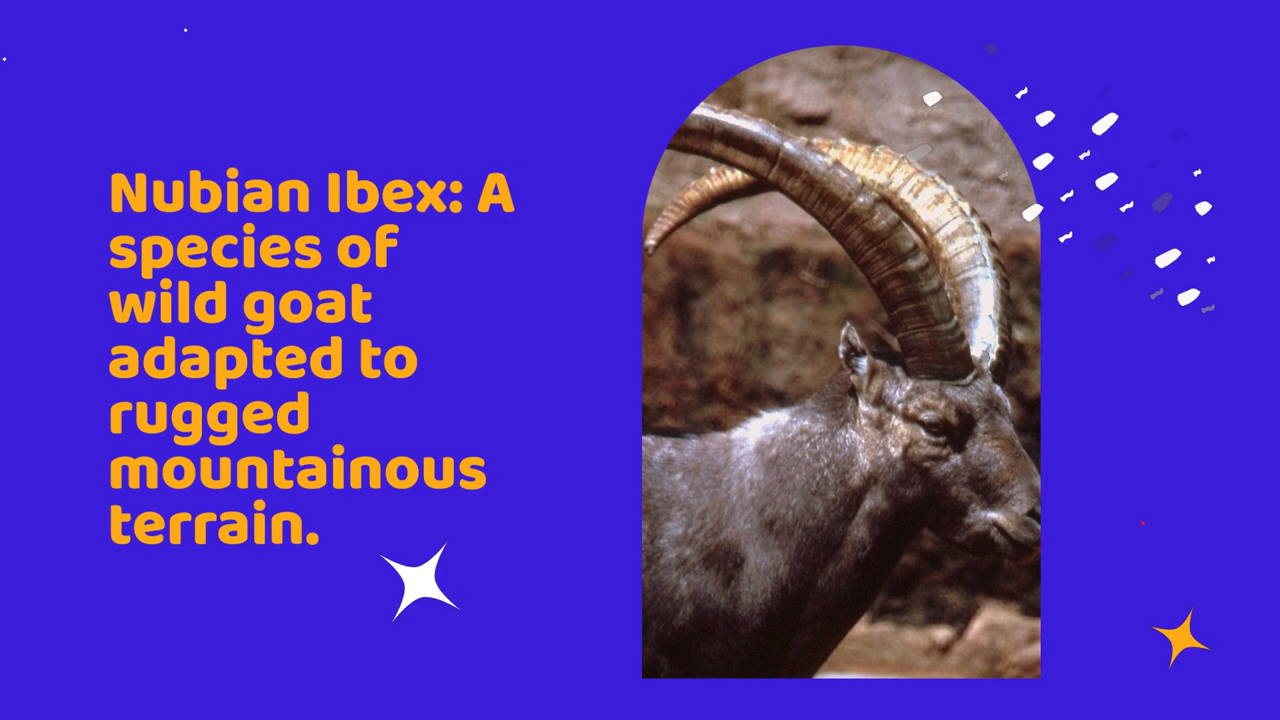 Nubian Ibex: A
species of
wild goat
adapted to
rugged
mountainous
terrain.